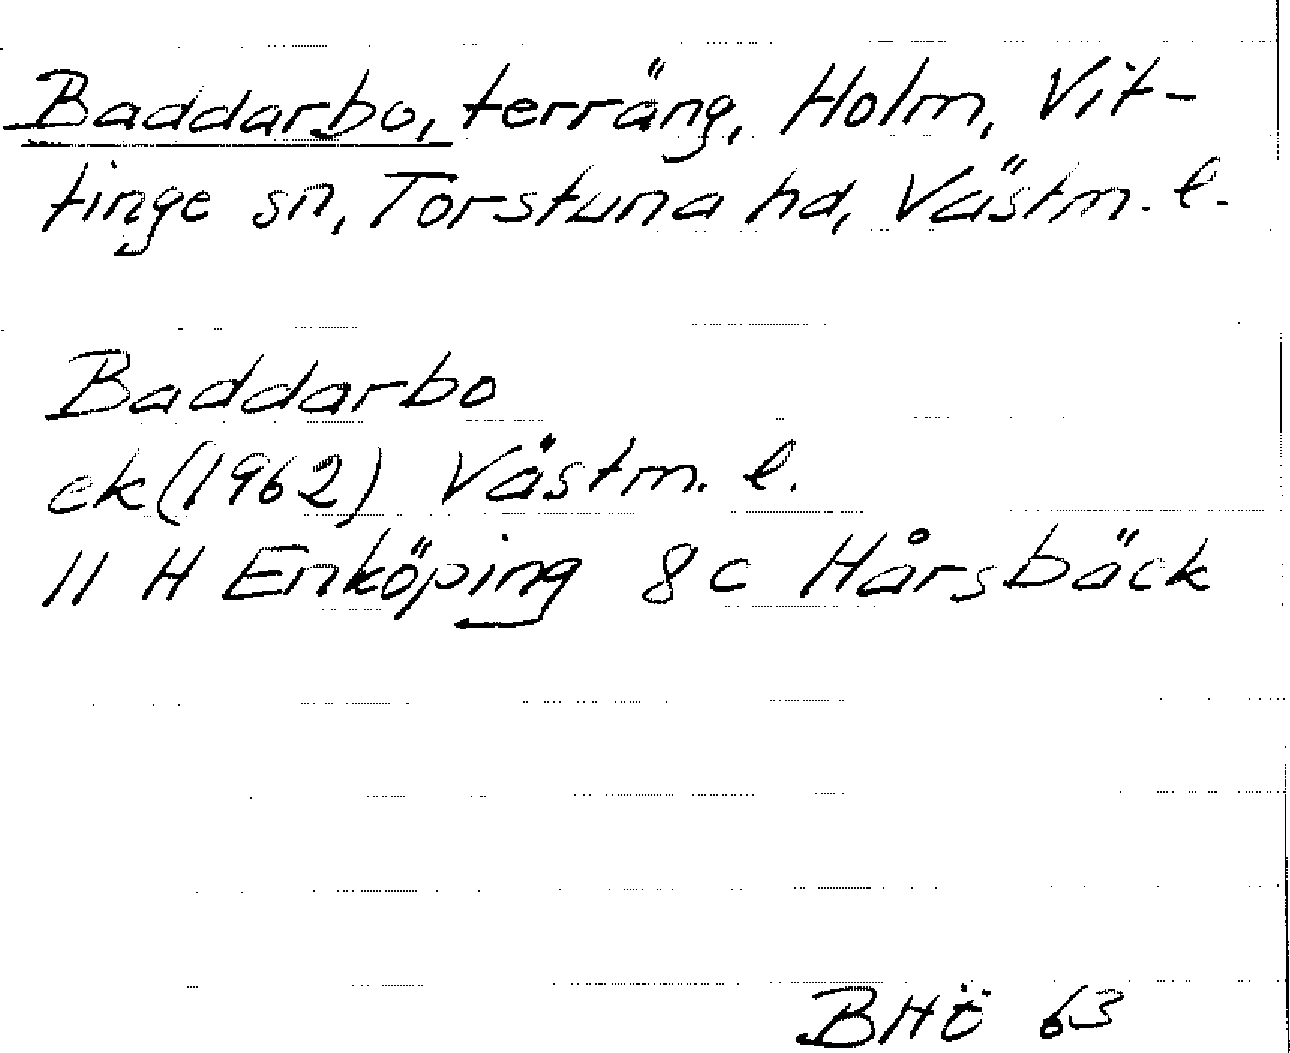 Baddarbo, terräng, Holm, Vit-
tinge sn, Torstuna hd, Västm. l.
Baddarbo
ek (1962) Västm. l.
11 H Enköping 8 c Hårsbäck
BHÖ 63